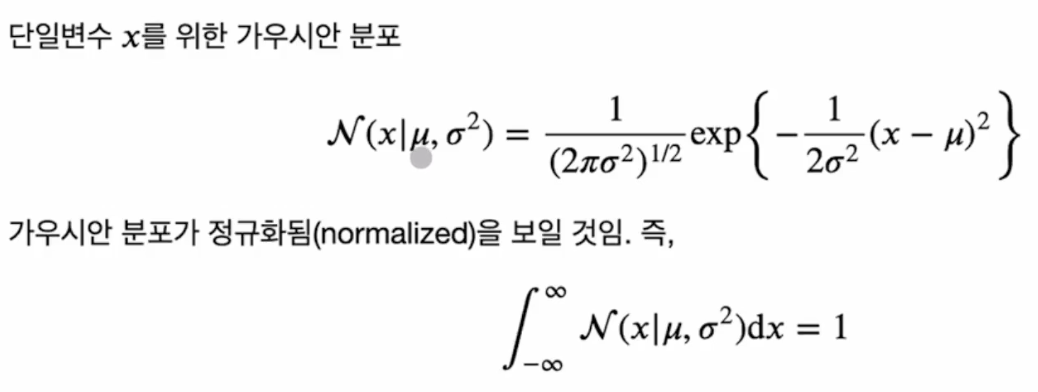 단일변수 x를 위한 가우시안 분포
𝒩(x|μ, σ²) = 1/(2πσ²)^{1/2} exp{ −1/(2σ²) (x − μ)² }
가우시안 분포가 정규화됨(normalized)을 보일 것임. 즉,
∫_{−∞}^{∞} 𝒩(x|μ, σ²)dx = 1